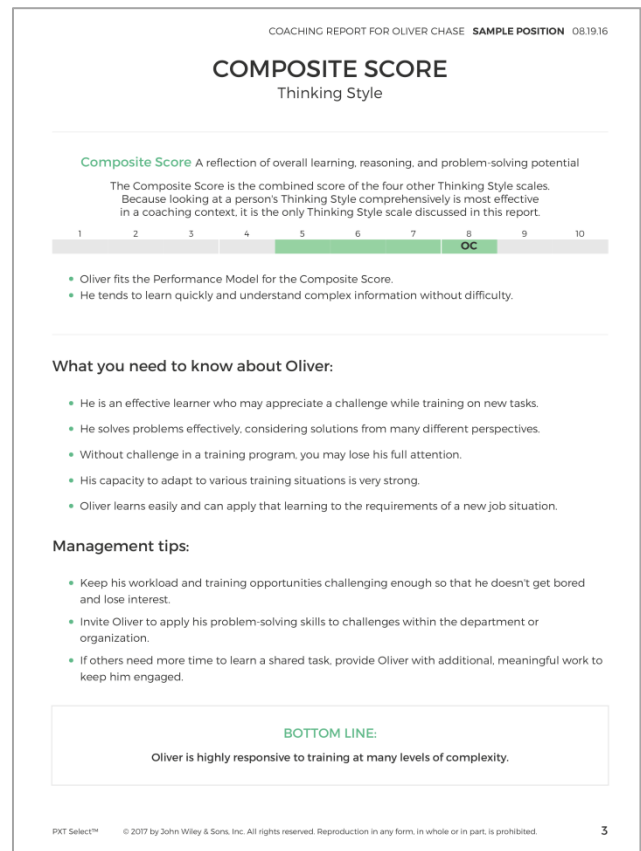 COACHING REPORT FOR OLIVER CHASE SAMPLE POSITION 08.19.16
COMPOSITE SCORE
Thinking Style
Composite Score A reflection of overall learning, reasoning, and problem-solving potential
The Composite Score is the combined score of the four other Thinking Style scales.
Because looking at a person's Thinking Style comprehensively is most effective
in a coaching context, it is the only Thinking Style scale discussed in this report.
1 2 3 4 5 6 7 8 9 10
OC
• Oliver fits the Performance Model for the Composite Score.
• He tends to learn quickly and understand complex information without difficulty.
What you need to know about Oliver:
• He is an effective learner who may appreciate a challenge while training on new tasks.
• He solves problems effectively, considering solutions from many different perspectives.
• Without challenge in a training program, you may lose his full attention.
• His capacity to adapt to various training situations is very strong.
• Oliver learns easily and can apply that learning to the requirements of a new job situation.
Management tips:
• Keep his workload and training opportunities challenging enough so that he doesn't get bored
and lose interest.
• Invite Oliver to apply his problem-solving skills to challenges within the department or
organization.
• If others need more time to learn a shared task, provide Oliver with additional, meaningful work to
keep him engaged.
BOTTOM LINE:
Oliver is highly responsive to training at many levels of complexity.
PXT Select™ © 2017 by John Wiley & Sons, Inc. All rights reserved. Reproduction in any form, in whole or in part, is prohibited. 3